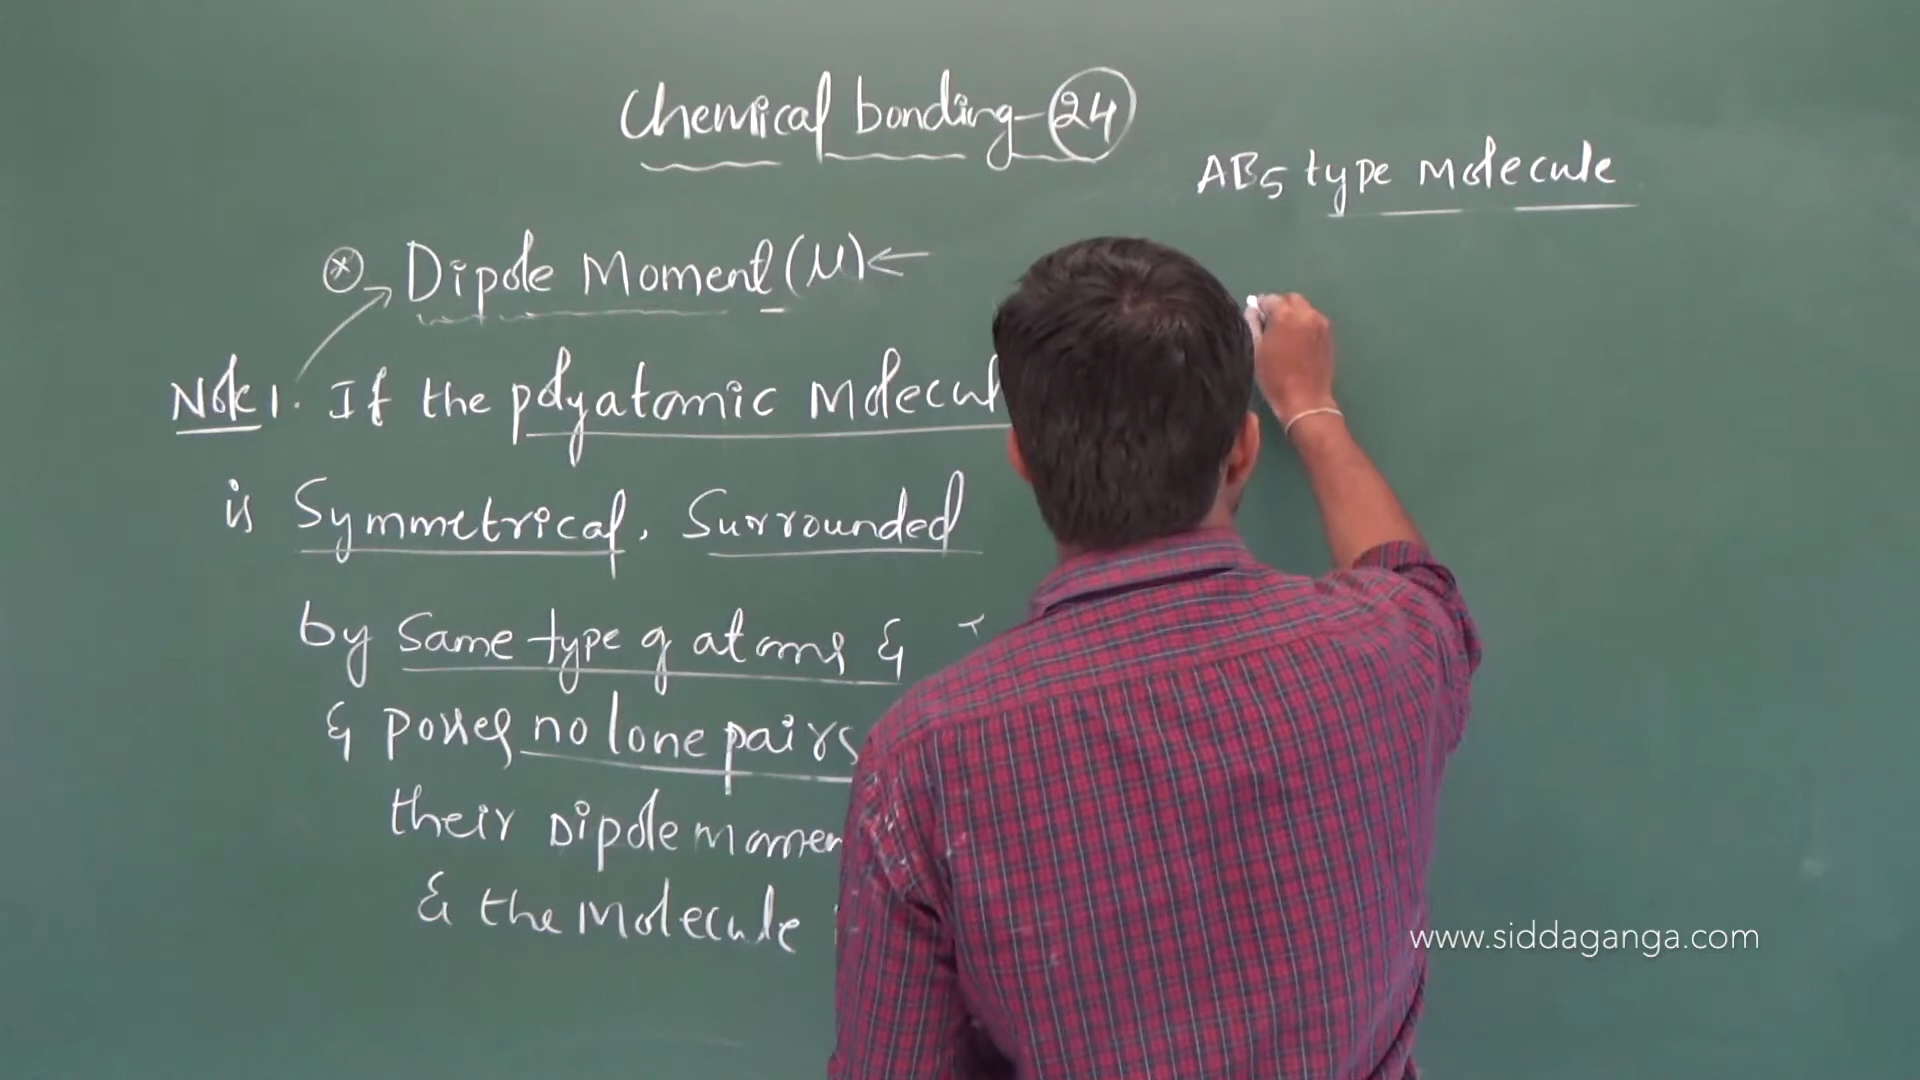 Chemical bonding-24
AB5 type Molecule
Dipole Moment (μ)←
Note 1. If the polyatomic Molecul
is Symmetrical, Surrounded
by same type of atoms &
& posses no lone pairs
their Dipole momen
& the Molecule
www.siddaganga.com